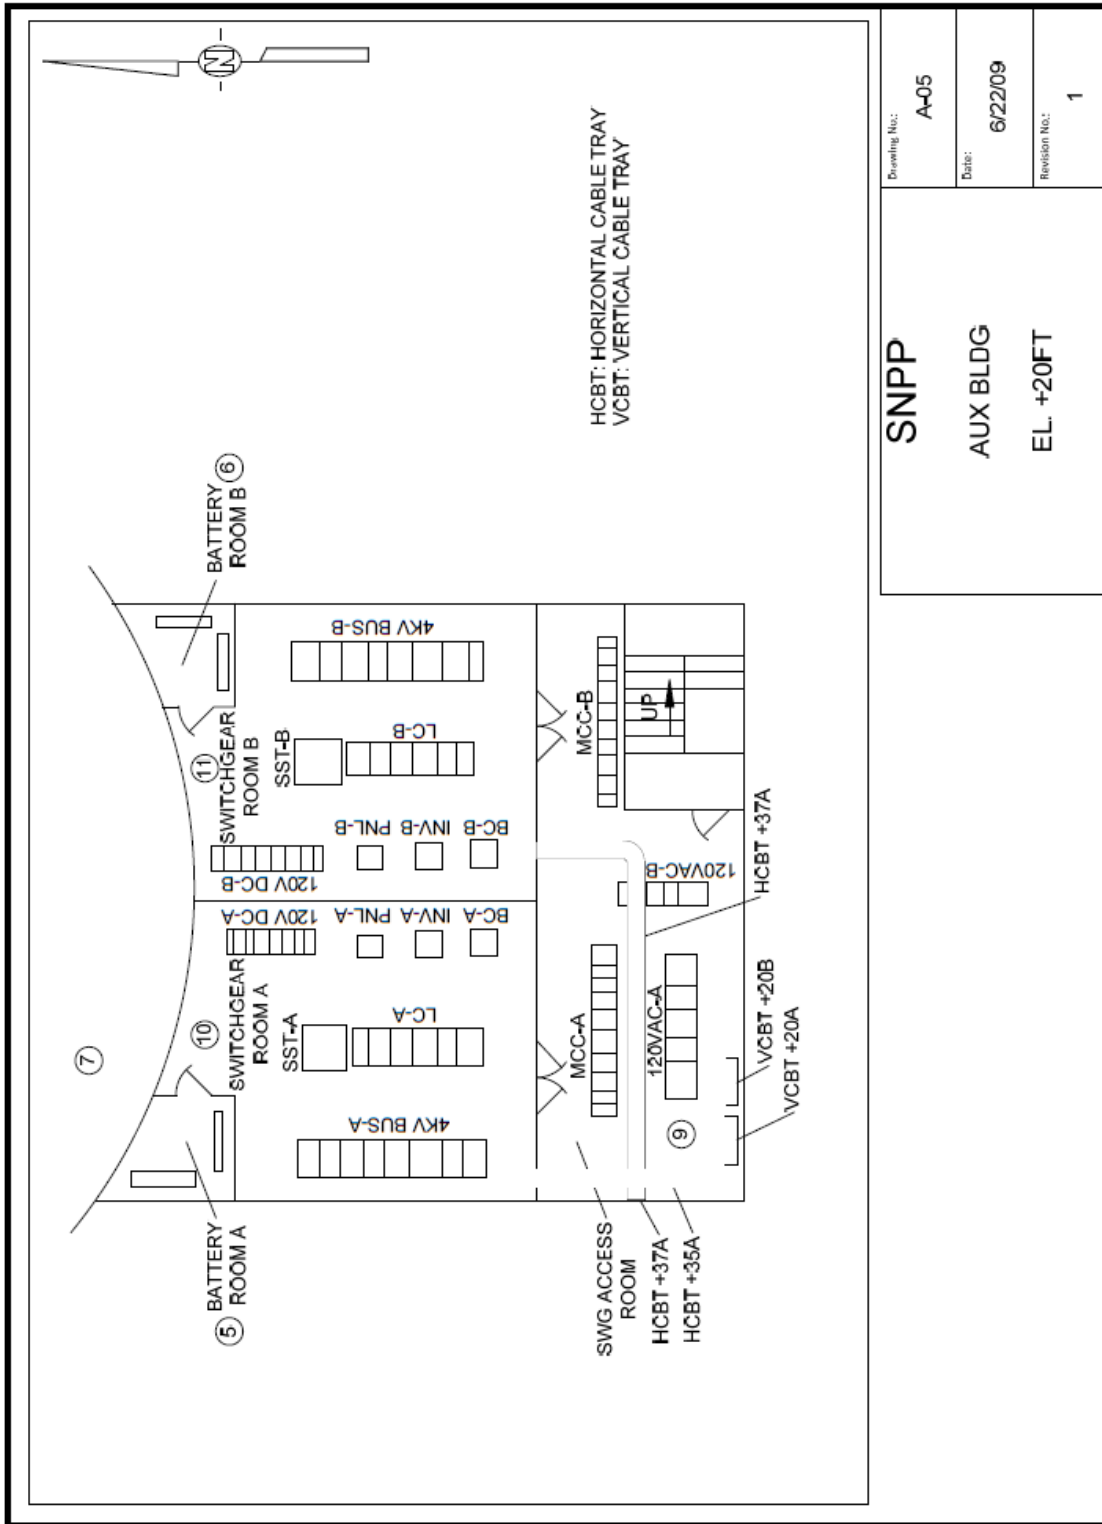 N
HCBT: HORIZONTAL CABLE TRAY
VCBT: VERTICAL CABLE TRAY
7
BATTERY
ROOM A
5
BATTERY
ROOM B
6
10
SWITCHGEAR
ROOM A
11
SWITCHGEAR
ROOM B
SST-A
SST-B
4KV BUS-A
LC-A
120V DC-A
PNL-A
INV-A
BC-A
120V DC-B
PNL-B
INV-B
BC-B
LC-B
4KV BUS-B
MCC-A
MCC-B
SWG ACCESS
ROOM
HCBT +37A
HCBT +35A
120VAC-A
120VAC-B
UP
9
HCBT +37A
VCBT +20B
VCBT +20A
SNPP
AUX BLDG
EL. +20FT
Drawing No.:
A-05
Date:
6/22/09
Revision No.:
1